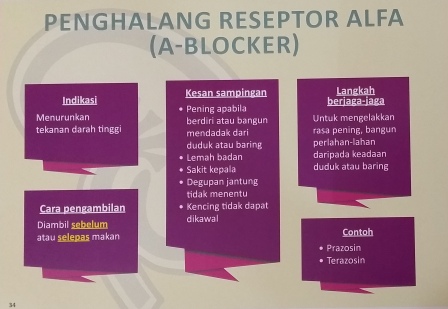 PENGHALANG RESEPTOR ALFA
(A-BLOCKER)
Indikasi
Menurunkan
tekanan darah tinggi
Cara pengambilan
Diambil sebelum
atau selepas makan
Kesan sampingan
• Pening apabila
berdiri atau bangun
mendadak dari
duduk atau baring
• Lemah badan
• Sakit kepala
• Degupan jantung
tidak menentu
• Kencing tidak dapat
dikawal
Langkah
berjaga-jaga
Untuk mengelakkan
rasa pening, bangun
perlahan-lahan
daripada keadaan
duduk atau baring
Contoh
• Prazosin
• Terazosin
34